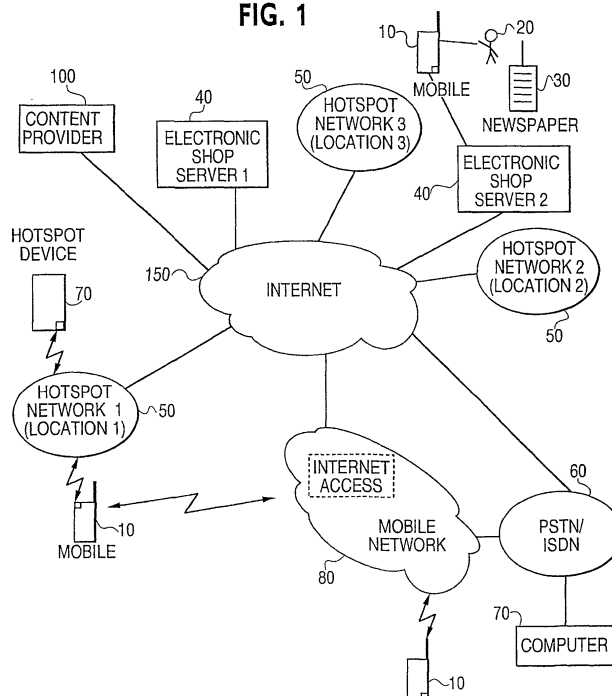 FIG. 1
10
20
100
50
40
30
MOBILE
CONTENT
PROVIDER
HOTSPOT
NETWORK 3
(LOCATION 3)
NEWSPAPER
ELECTRONIC
SHOP
SERVER 1
ELECTRONIC
SHOP
SERVER 2
40
HOTSPOT
DEVICE
70
150
INTERNET
HOTSPOT
NETWORK 2
(LOCATION 2)
50
HOTSPOT
NETWORK 1
(LOCATION 1)
50
INTERNET
ACCESS
60
10
MOBILE
MOBILE
NETWORK
80
PSTN/
ISDN
70
COMPUTER
10